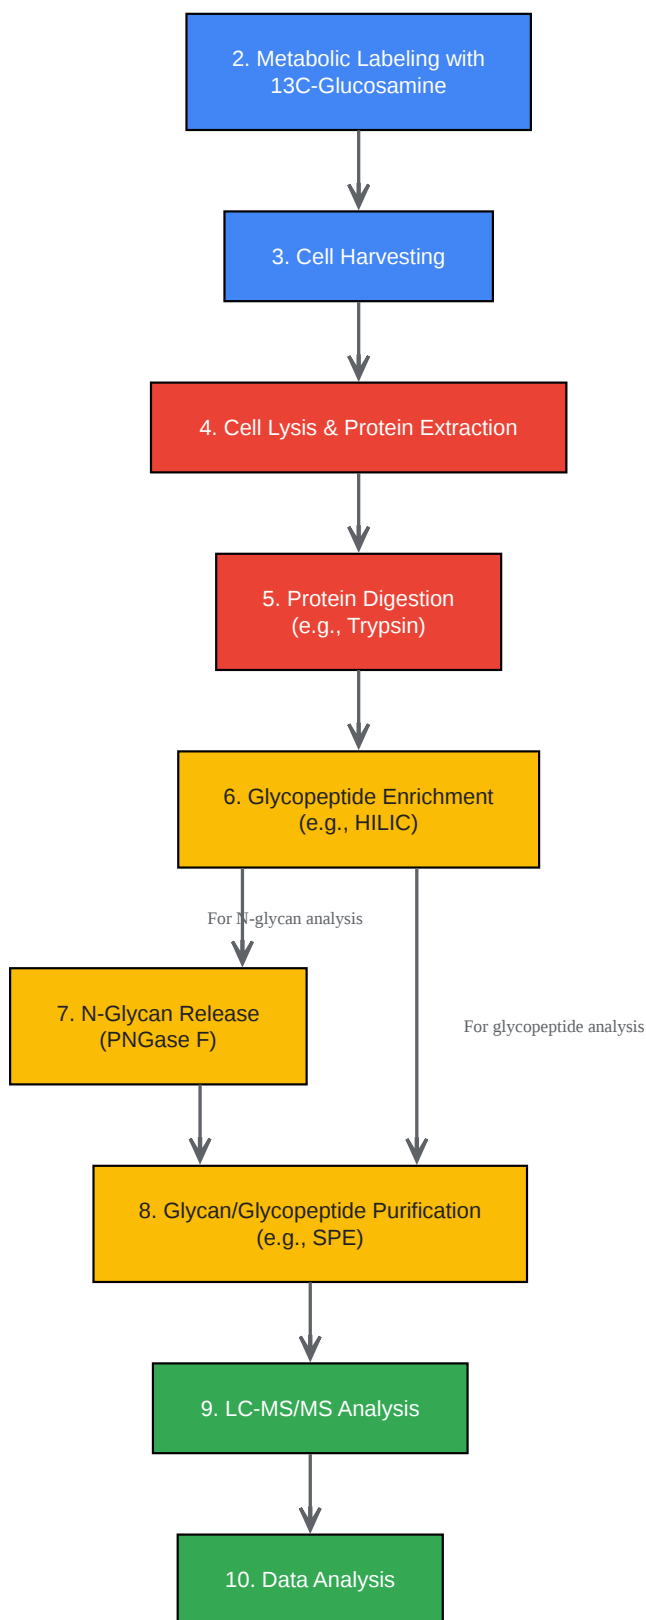 2. Metabolic Labeling with
13C-Glucosamine
3. Cell Harvesting
4. Cell Lysis & Protein Extraction
5. Protein Digestion
(e.g., Trypsin)
6. Glycopeptide Enrichment
(e.g., HILIC)
For N-glycan analysis
7. N-Glycan Release
(PNGase F)
For glycopeptide analysis
8. Glycan/Glycopeptide Purification
(e.g., SPE)
9. LC-MS/MS Analysis
10. Data Analysis